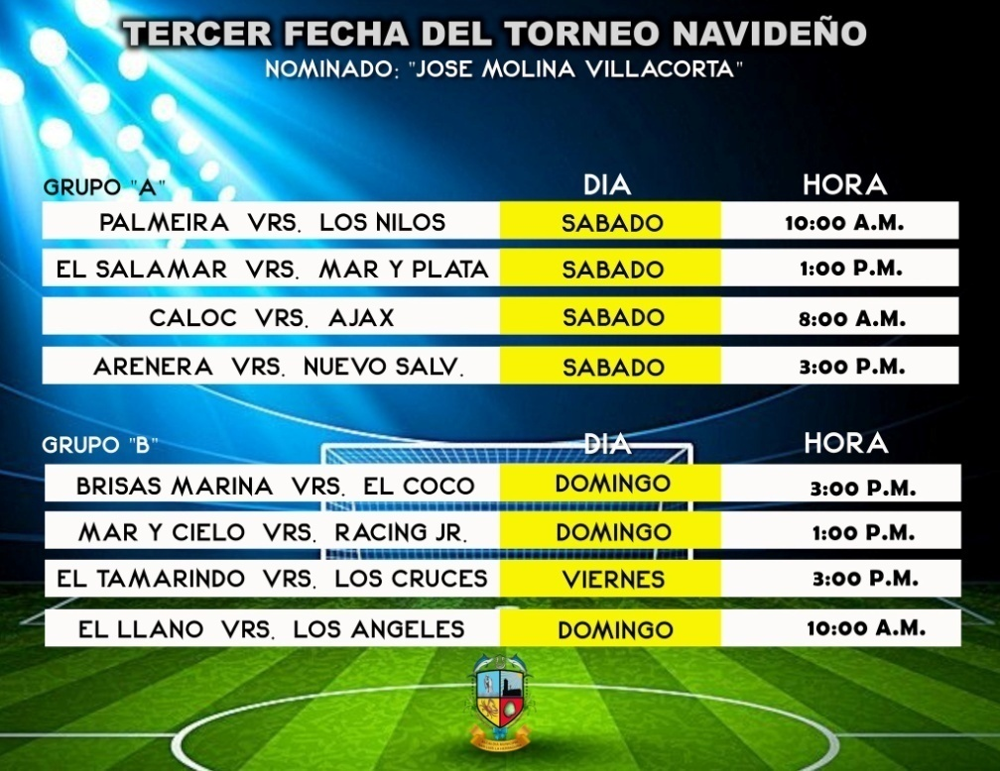 TERCER FECHA DEL TORNEO NAVIDEÑO
NOMINADO: "JOSE MOLINA VILLACORTA"
GRUPO "A" DIA HORA
PALMEIRA VRS. LOS NILOS SABADO 10:00 A.M.
EL SALAMAR VRS. MAR Y PLATA SABADO 1:00 P.M.
CALOC VRS. AJAX SABADO 8:00 A.M.
ARENERA VRS. NUEVO SALV. SABADO 3:00 P.M.
GRUPO "B" DIA HORA
BRISAS MARINA VRS. EL COCO DOMINGO 3:00 P.M.
MAR Y CIELO VRS. RACING JR. DOMINGO 1:00 P.M.
EL TAMARINDO VRS. LOS CRUCES VIERNES 3:00 P.M.
EL LLANO VRS. LOS ANGELES DOMINGO 10:00 A.M.